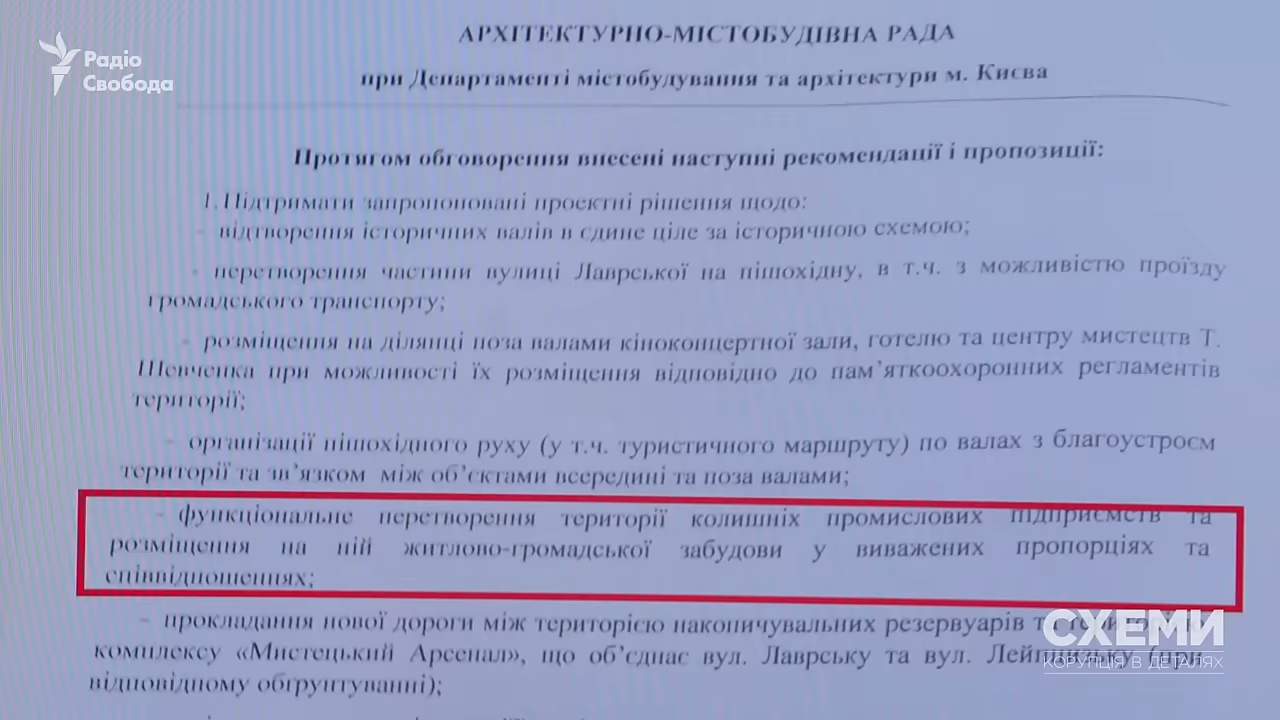 Радіо
Свобода
АРХІТЕКТУРНО-МІСТОБУДІВНА РАДА
при Департаменті містобудування та архітектури м. Києва
Протягом обговорення внесені наступні рекомендації і пропозиції:
1. Підтримати запропоновані проектні рішення щодо:
- відтворення історичних валів в єдине ціле за історичною схемою;
- перетворення частини вулиці Лаврської на пішохідну, в т.ч. з можливістю проїзду
громадського транспорту;
- розміщення на ділянці поза валами кіноконцертної зали, готелю та центру мистецтв Т.
Шевченка при можливості їх розміщення відповідно до пам’яткоохоронних регламентів
території;
- організації пішохідного руху (у т.ч. туристичного маршруту) по валах з благоустроєм
території та зв’язком між об’єктами всередині та поза валами;
- функціональне перетворення території колишніх промислових підприємств та
розміщення на ній житлово-громадської забудови у виважених пропорціях та
співвідношеннях;
- прокладання нової дороги між територією накопичувальних резервуарів та територією
комплексу «Мистецький Арсенал», що об’єднає вул. Лаврську та вул. Лейпцизьку (при
відповідному обґрунтуванні);
СХЕМИ
КОРУПЦІЯ В ДЕТАЛЯХ